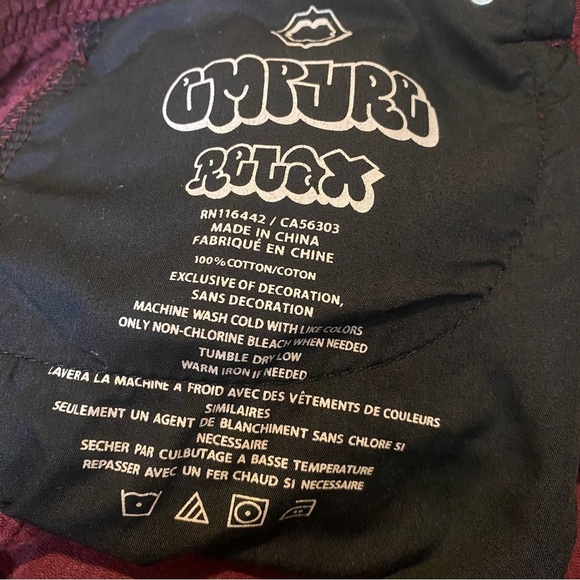 EMPYRE
RELAX
RN116442 / CA56303
MADE IN CHINA
FABRIQUÉ EN CHINE
100%COTTON/COTON
EXCLUSIVE OF DECORATION,
SANS DECORATION
MACHINE WASH COLD WITH LIKE COLORS
ONLY NON-CHLORINE BLEACH WHEN NEEDED
TUMBLE DRY LOW
WARM IRON IF NEEDED
LAVERA LA MACHINE A FROID AVEC DES VÊTEMENTS DE COULEURS
SIMILAIRES
SEULEMENT UN AGENT DE BLANCHIMENT SANS CHLORE SI
NECESSAIRE
SECHER PAR CULBUTAGE A BASSE TEMPERATURE
REPASSER AVEC UN FER CHAUD SI NECESSAIRE